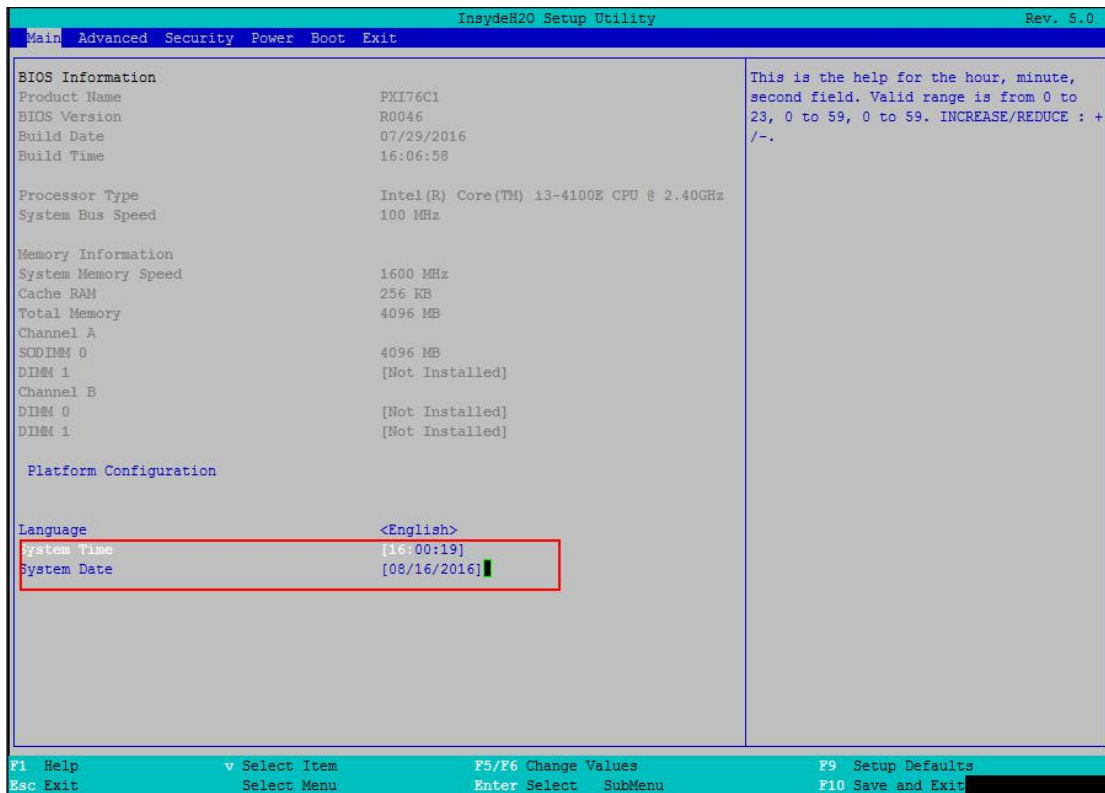 InsydeH2O Setup Utility Rev. 5.0
Main Advanced Security Power Boot Exit
BIOS Information
Product Name PXI76C1
BIOS Version R0046
Build Date 07/29/2016
Build Time 16:06:58
Processor Type Intel(R) Core(TM) i3-4100E CPU @ 2.40GHz
System Bus Speed 100 MHz
Memory Information
System Memory Speed 1600 MHz
Cache RAM 256 KB
Total Memory 4096 MB
Channel A
SODIMM 0 4096 MB
DIMM 1 [Not Installed]
Channel B
DIMM 0 [Not Installed]
DIMM 1 [Not Installed]
Platform Configuration
Language <English>
System Time [16:00:19]
System Date [08/16/2016]
This is the help for the hour, minute,
second field. Valid range is from 0 to
23, 0 to 59, 0 to 59. INCREASE/REDUCE : +
/-.
F1 Help v Select Item F5/F6 Change Values F9 Setup Defaults
Esc Exit Select Menu Enter Select SubMenu F10 Save and Exit